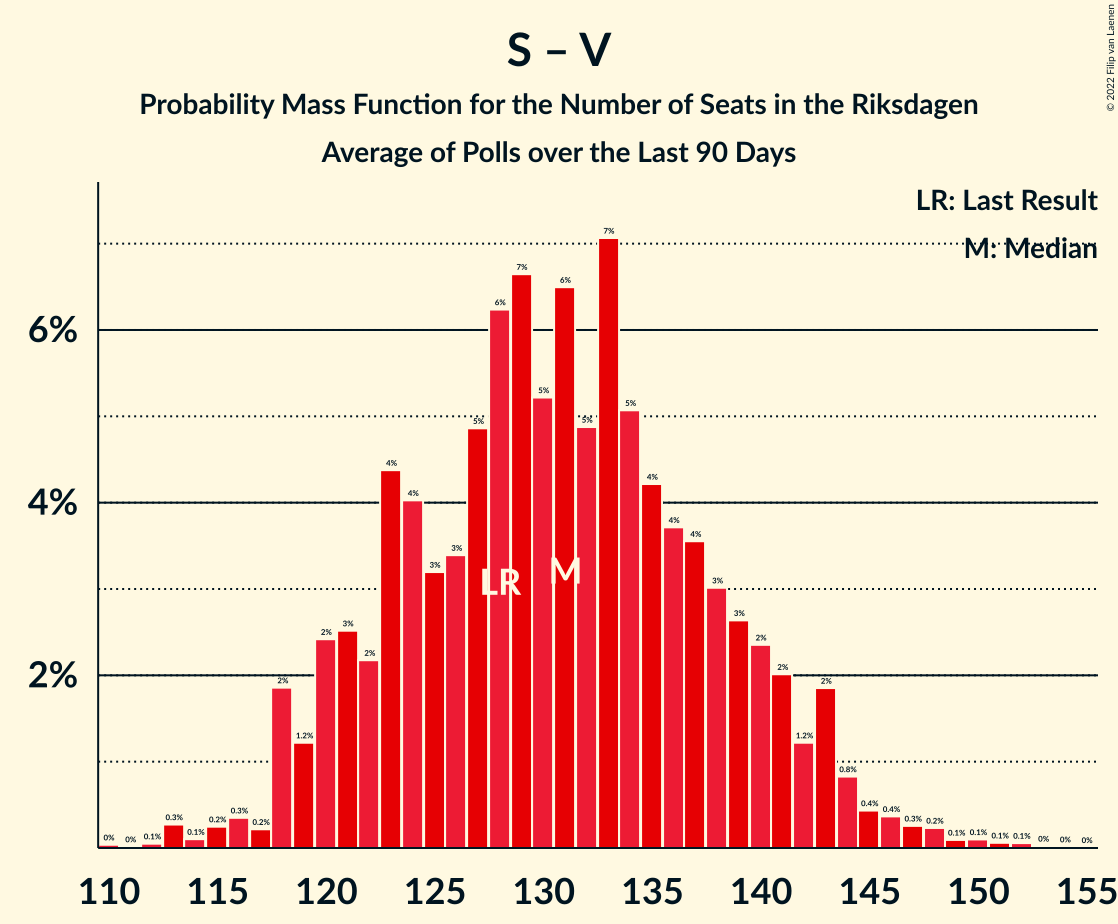 © 2022 Filip van Laenen
S – V
Probability Mass Function for the Number of Seats in the Riksdagen
Average of Polls over the Last 90 Days
LR: Last Result
M: Median
6%
4%
2%
0% 0% 0.1% 0.3% 0.1% 0.2% 0.3% 0.2% 2% 1.2% 2% 3% 2% 4% 4% 3% 3% 5% 6% 7% 5% 6% 5% 7% 5% 4% 4% 4% 3% 3% 2% 2% 1.2% 2% 0.8% 0.4% 0.4% 0.3% 0.2% 0.1% 0.1% 0.1% 0.1% 0% 0% 0%
LR M
110 115 120 125 130 135 140 145 150 155